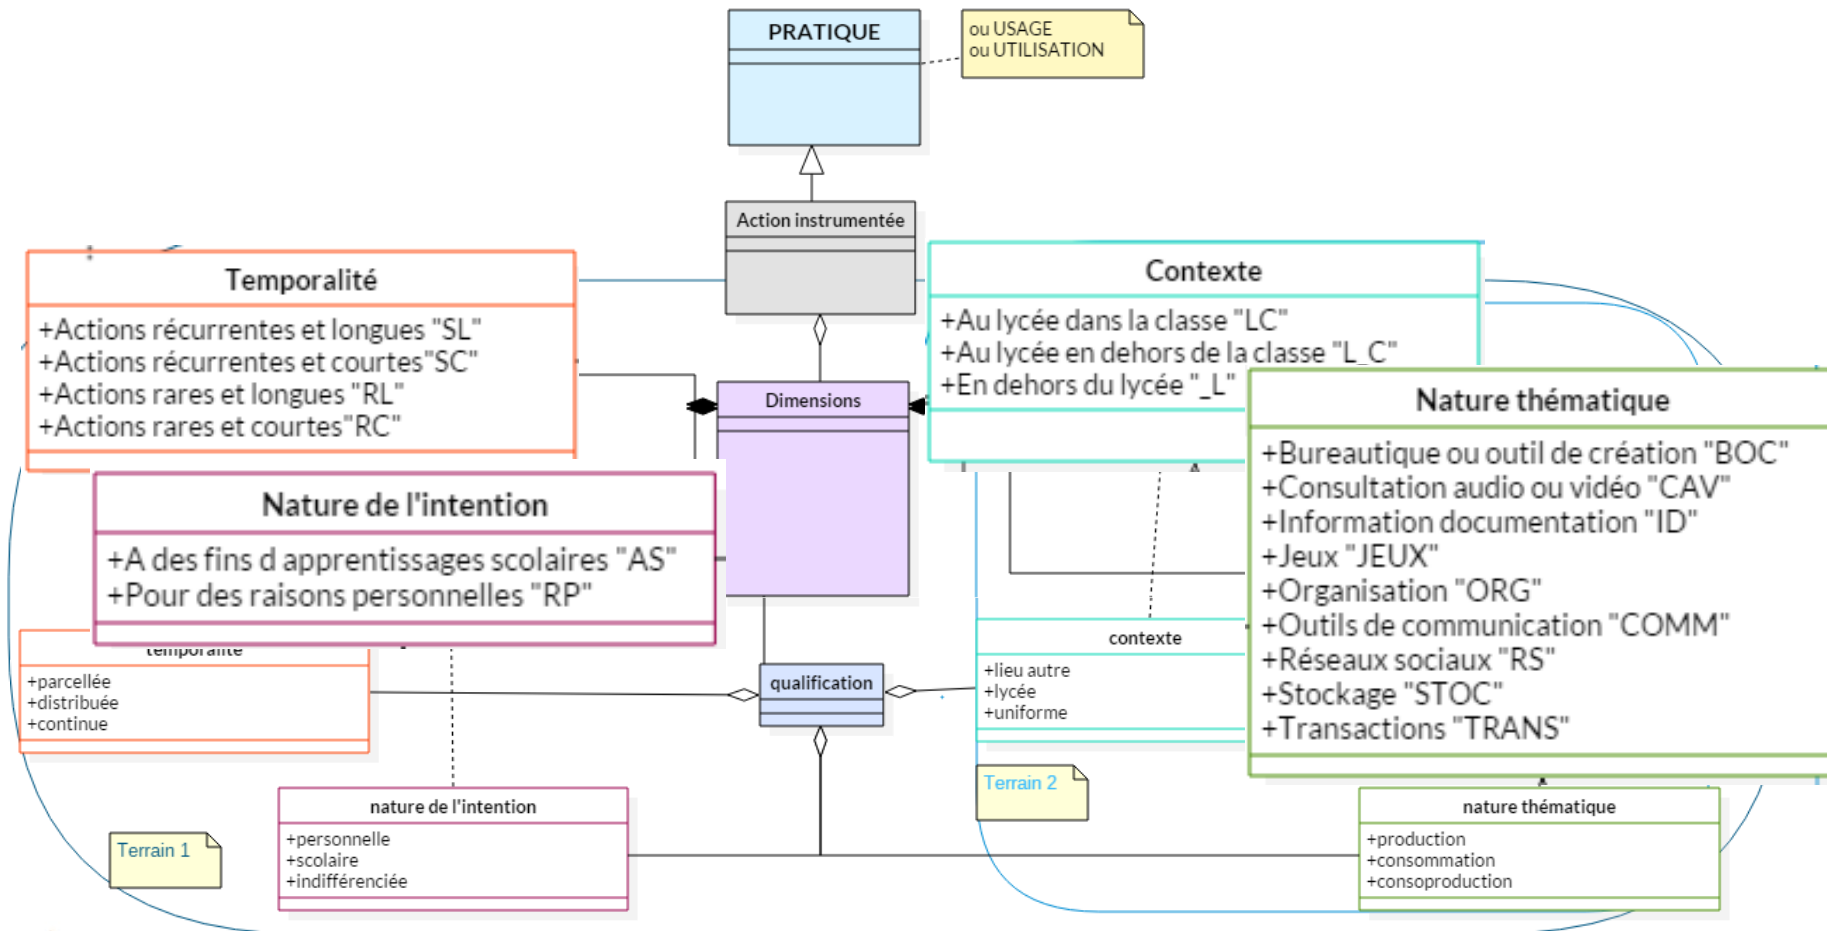 PRATIQUE
ou USAGE
ou UTILISATION
Action instrumentée
Temporalité
+Actions récurrentes et longues "SL"
+Actions récurrentes et courtes"SC"
+Actions rares et longues "RL"
+Actions rares et courtes"RC"
Contexte
+Au lycée dans la classe "LC"
+Au lycée en dehors de la classe "L_C"
+En dehors du lycée "_L"
Dimensions
Nature thématique
+Bureautique ou outil de création "BOC"
+Consultation audio ou vidéo "CAV"
+Information documentation "ID"
+Jeux "JEUX"
+Organisation "ORG"
+Outils de communication "COMM"
+Réseaux sociaux "RS"
+Stockage "STOC"
+Transactions "TRANS"
Nature de l'intention
+A des fins d apprentissages scolaires "AS"
+Pour des raisons personnelles "RP"
temporalité
+parcellée
+distribuée
+continue
qualification
contexte
+lieu autre
+lycée
+uniforme
Terrain 2
nature de l'intention
+personnelle
+scolaire
+indifférenciée
nature thématique
+production
+consommation
+consoproduction
Terrain 1